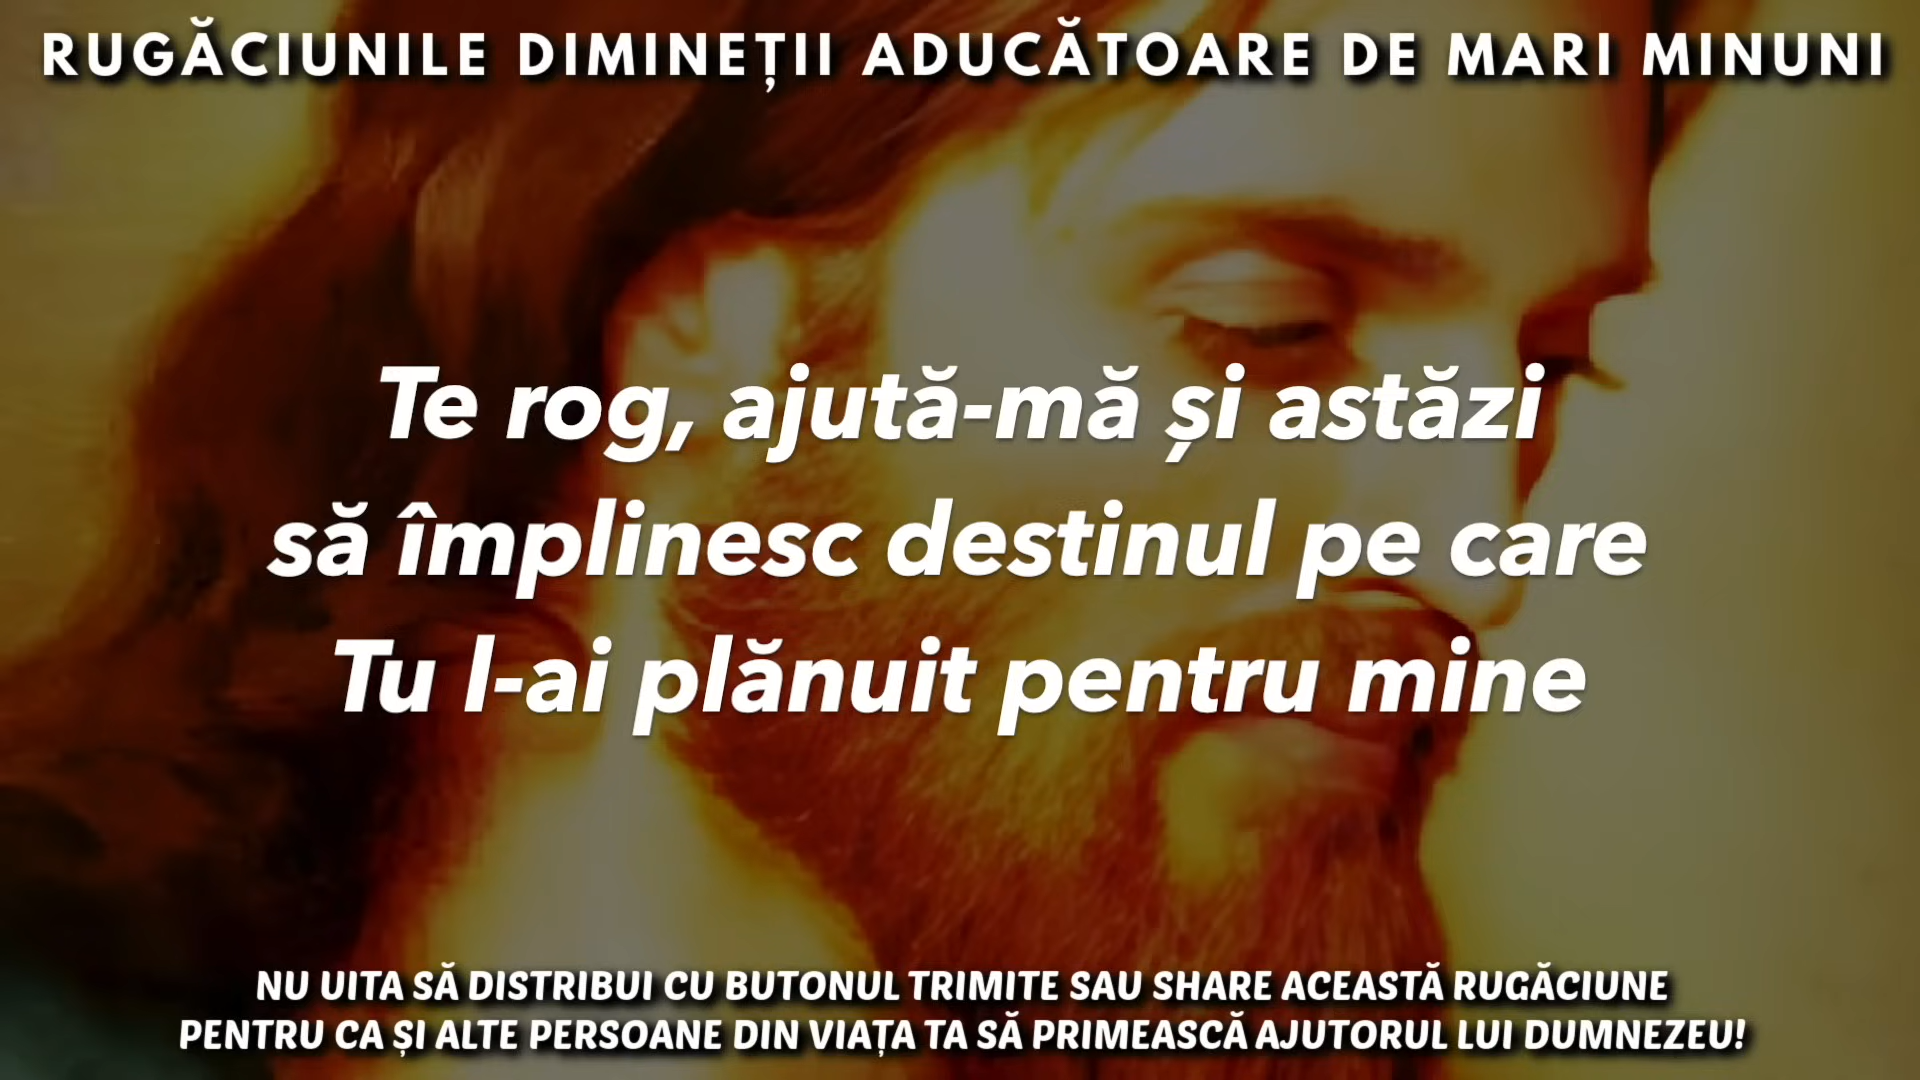 RUGĂCIUNILE DIMINEȚII ADUCĂTOARE DE MARI MINUNI
Te rog, ajută-mă și astăzi
să împlinesc destinul pe care
Tu l-ai plănuit pentru mine
NU UITA SĂ DISTRIBUI CU BUTONUL TRIMITE SAU SHARE ACEASTĂ RUGĂCIUNE
PENTRU CA ȘI ALTE PERSOANE DIN VIAȚA TA SĂ PRIMEASCĂ AJUTORUL LUI DUMNEZEU!